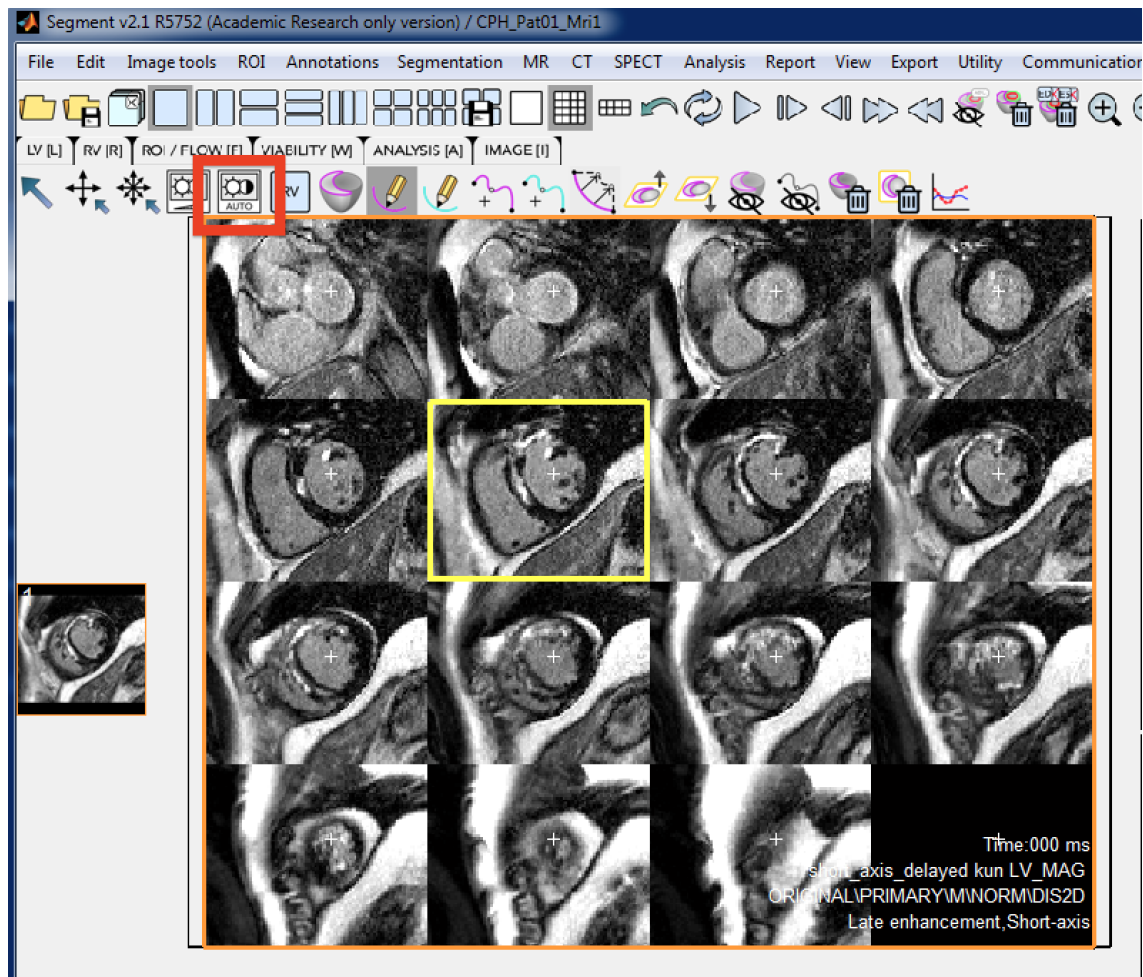 Segment v2.1 R5752 (Academic Research only version) / CPH_Pat01_Mri1
File Edit Image tools ROI Annotations Segmentation MR CT SPECT Analysis Report View Export Utility Communication
LV [L] RV [R] ROI / FLOW [F] VIABILITY [W] ANALYSIS [A] IMAGE [I]
AUTO RV
Time:000 ms
short_axis_delayed kun LV_MAG
ORIGINAL\PRIMARY\M\NORM\DIS2D
Late enhancement,Short-axis